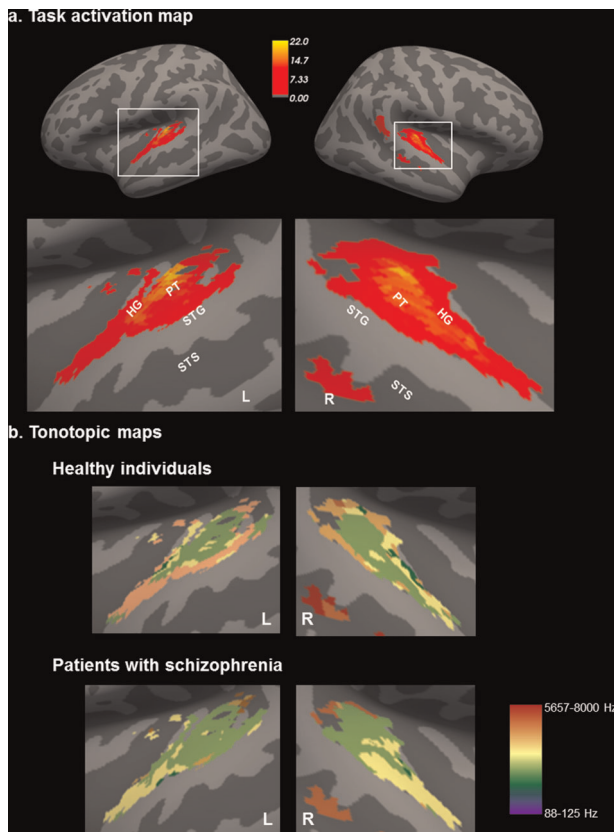 a. Task activation map
22.0
14.7
7.33
0.00
HG
PT
STG
STS
L
PT
HG
STG
STS
R
b. Tonotopic maps
Healthy individuals
L
R
Patients with schizophrenia
5657-8000 Hz
L
R
88-125 Hz